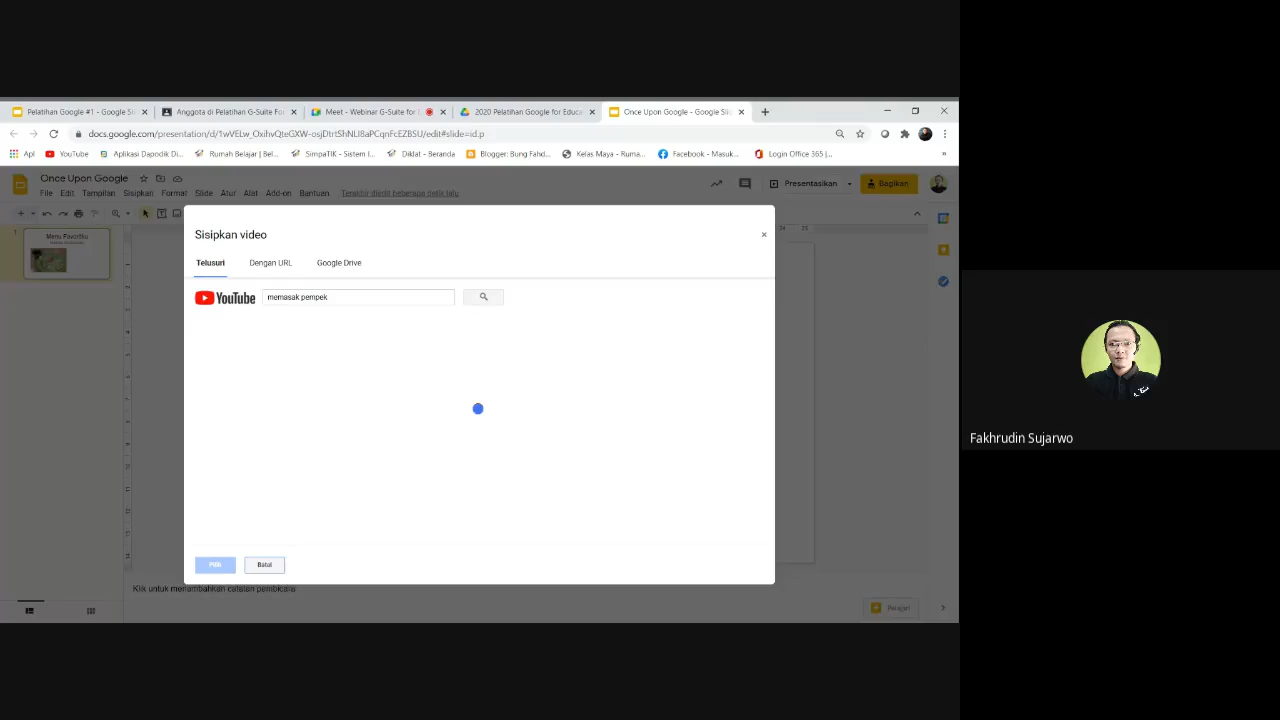 Pelatihan Google #1 - Google Sli
Anggota di Pelatihan G-Suite For
Meet - Webinar G-Suite for
2020 Pelatihan Google for Educa
Once Upon Google - Google Slid
docs.google.com/presentation/d/
/edit#slide=id.p
Apl
YouTube
Aplikasi Dapodik Di...
Rumah Belajar | Bel...
SimpaTIK - Sistem I...
Diklat - Beranda
Blogger: Bung Fahd...
Kelas Maya - Ruma...
Facebook - Masuk...
Login Office 365 |...
»
Once Upon Google
File Edit Tampilan Sisipkan Format Slide Atur Alat Add-on Bantuan
Terakhir diedit beberapa detik lalu
Presentasikan
Bagikan
1
Menu Favoritku
Sisipkan video
Telusuri
Dengan URL
Google Drive
YouTube
memasak pempek
Pilih
Batal
Klik untuk menambahkan catatan pembicara
Pelajari
Fakhrudin Sujarwo